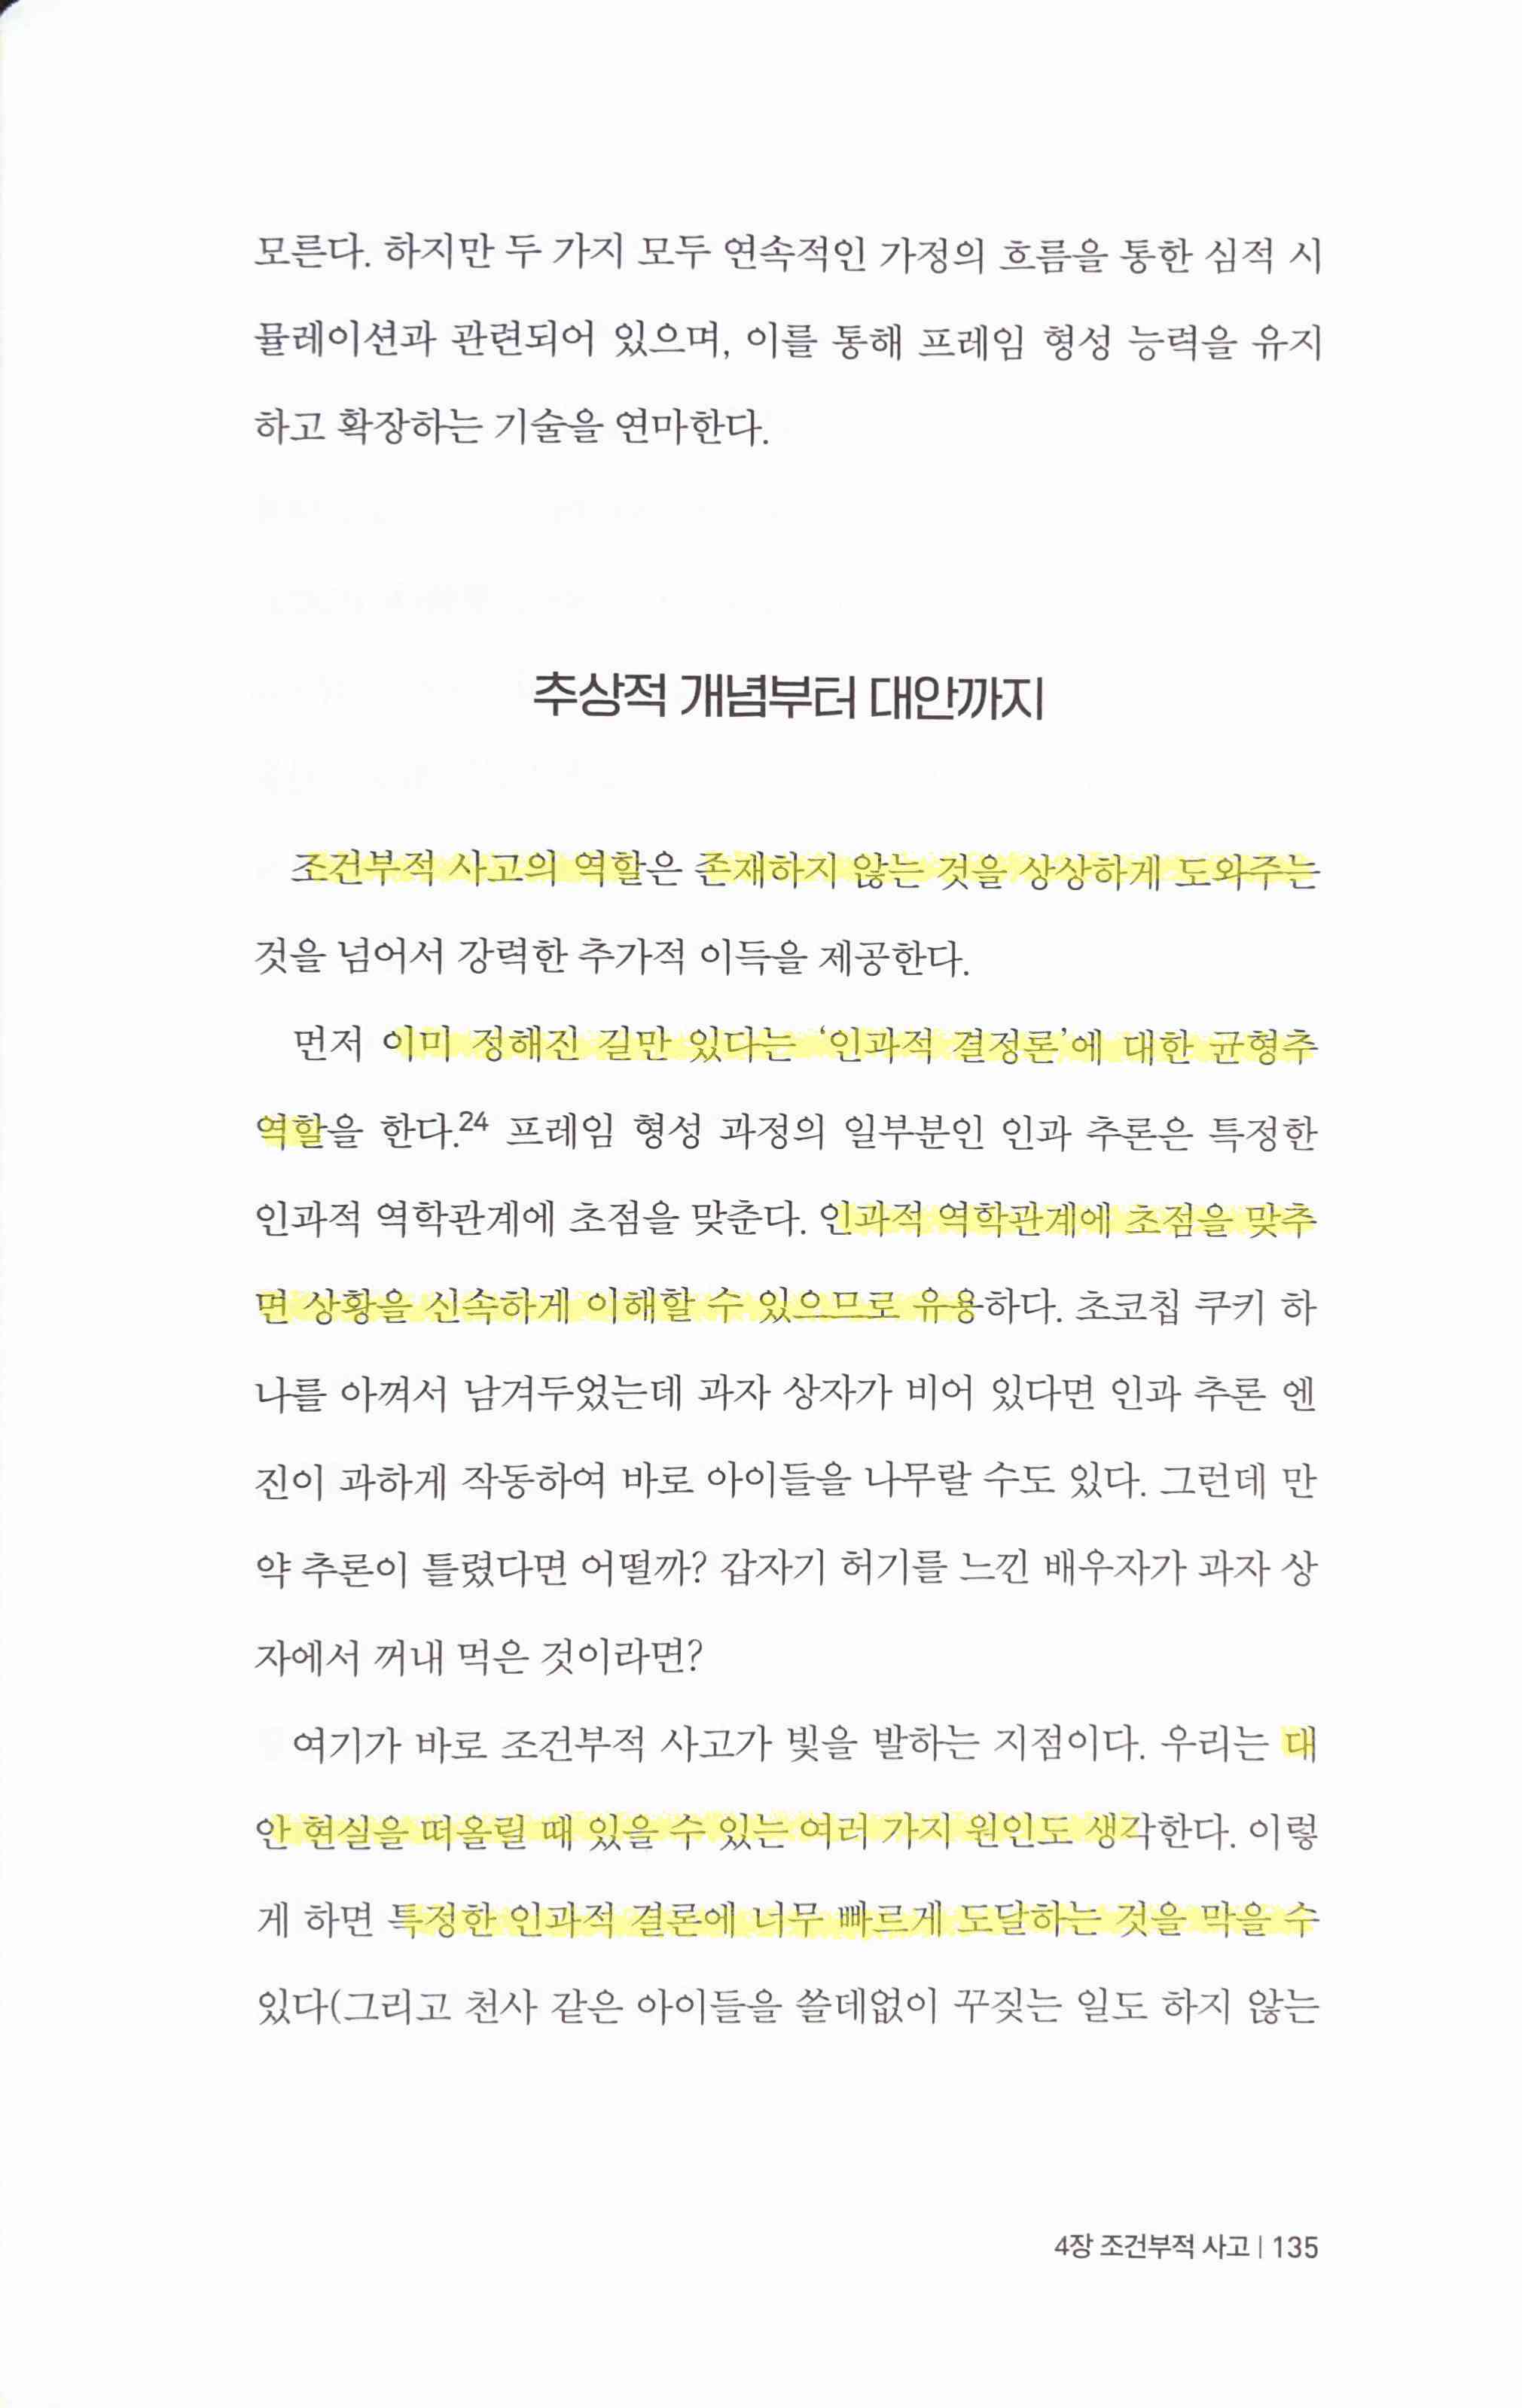 모른다. 하지만 두 가지 모두 연속적인 가정의 흐름을 통한 심적 시
뮬레이션과 관련되어 있으며, 이를 통해 프레임 형성 능력을 유지
하고 확장하는 기술을 연마한다.
추상적 개념부터 대안까지
조건부적 사고의 역할은 존재하지 않는 것을 상상하게 도와주는
것을 넘어서 강력한 추가적 이득을 제공한다.
먼저 이미 정해진 길만 있다는 ‘인과적 결정론’에 대한 균형추
역할을 한다.24 프레임 형성 과정의 일부분인 인과 추론은 특정한
인과적 역학관계에 초점을 맞춘다. 인과적 역학관계에 초점을 맞추
면 상황을 신속하게 이해할 수 있으므로 유용하다. 초코칩 쿠키 하
나를 아껴서 남겨두었는데 과자 상자가 비어 있다면 인과 추론 엔
진이 과하게 작동하여 바로 아이들을 나무랄 수도 있다. 그런데 만
약 추론이 틀렸다면 어떨까? 갑자기 허기를 느낀 배우자가 과자 상
자에서 꺼내 먹은 것이라면?
여기가 바로 조건부적 사고가 빛을 발하는 지점이다. 우리는 대
안 현실을 떠올릴 때 있을 수 있는 여러 가지 원인도 생각한다. 이렇
게 하면 특정한 인과적 결론에 너무 빠르게 도달하는 것을 막을 수
있다(그리고 천사 같은 아이들을 쓸데없이 꾸짖는 일도 하지 않는
4장 조건부적 사고 | 135